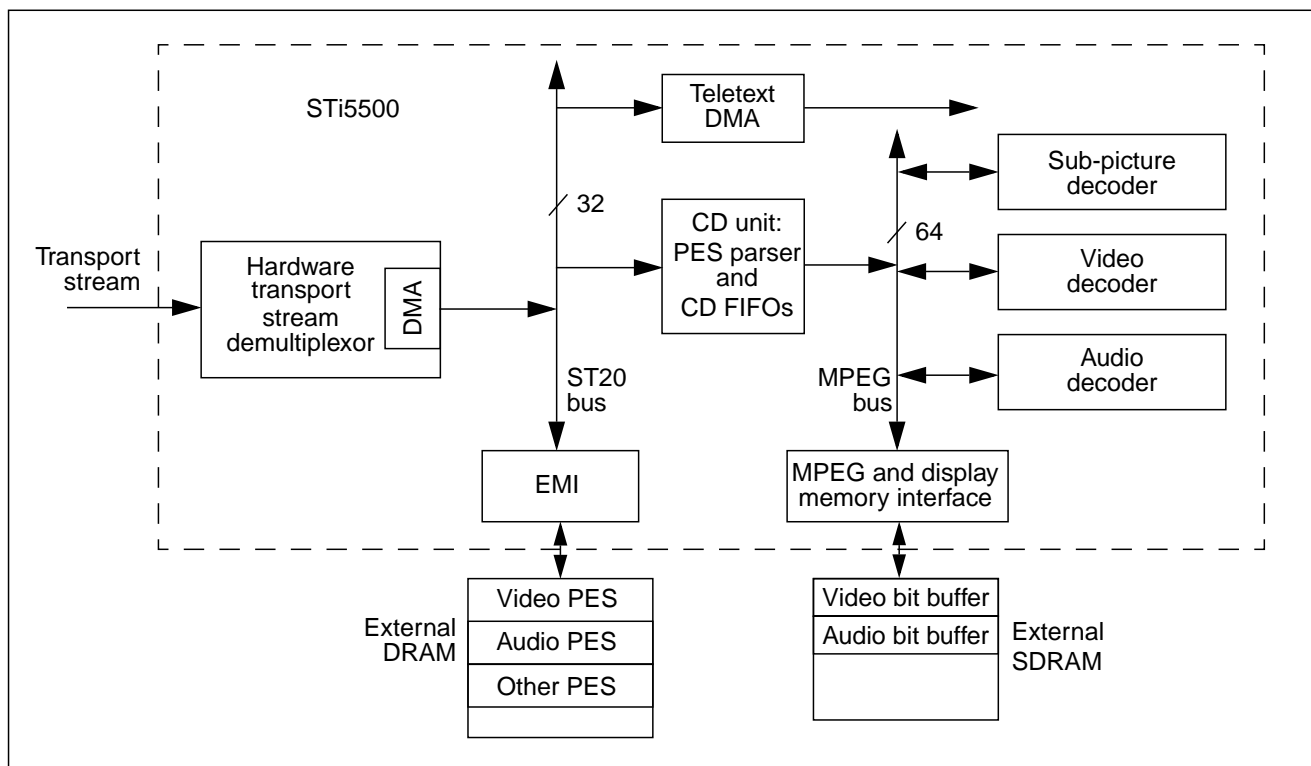 STi5500
Teletext
DMA
Sub-picture
decoder
32
CD unit:
PES parser
and
CD FIFOs
64
Transport
stream
Hardware
transport
stream
demultiplexor
DMA
Video
decoder
Audio
decoder
ST20
bus
MPEG
bus
EMI
MPEG and display
memory interface
External
DRAM
Video PES
Audio PES
Other PES
Video bit buffer
Audio bit buffer
External
SDRAM